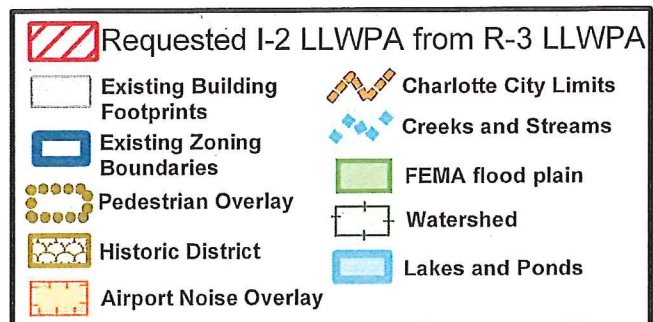 Requested I-2 LLWPA from R-3 LLWPA
Existing Building
Footprints
Existing Zoning
Boundaries
Pedestrian Overlay
Historic District
Airport Noise Overlay
Charlotte City Limits
Creeks and Streams
FEMA flood plain
Watershed
Lakes and Ponds